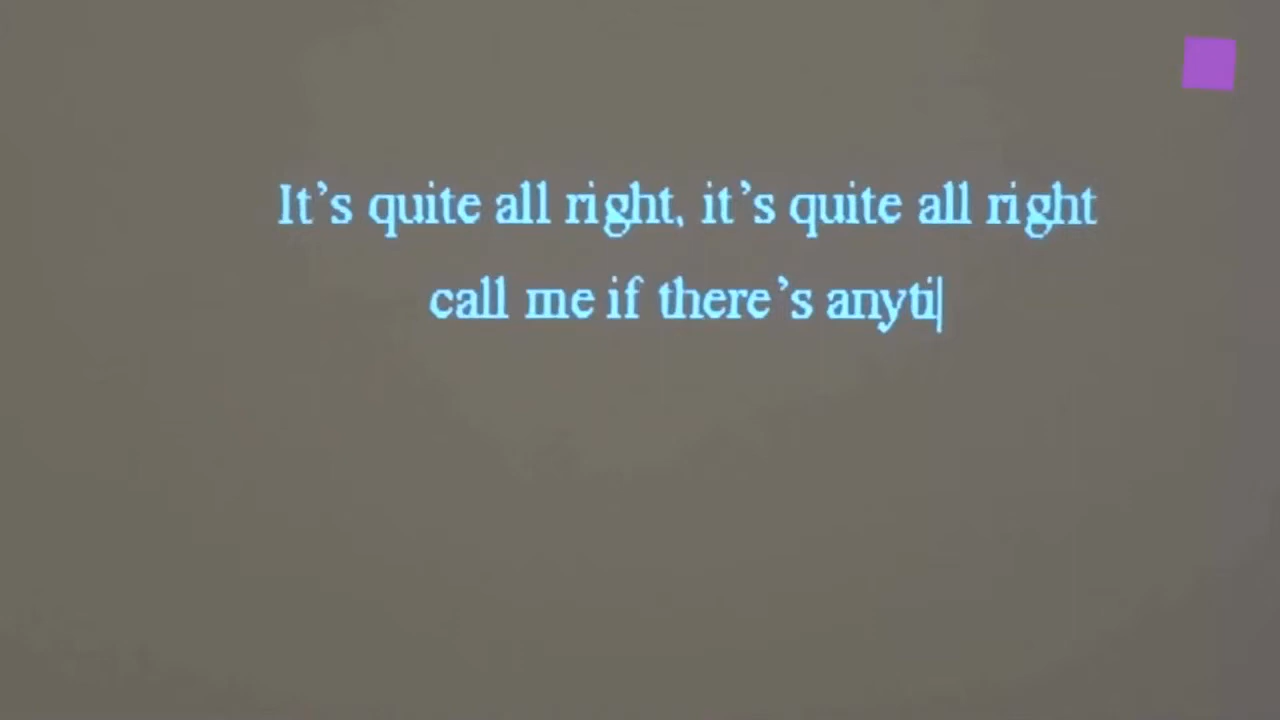 It’s quite all right, it’s quite all right
call me if there’s anyti